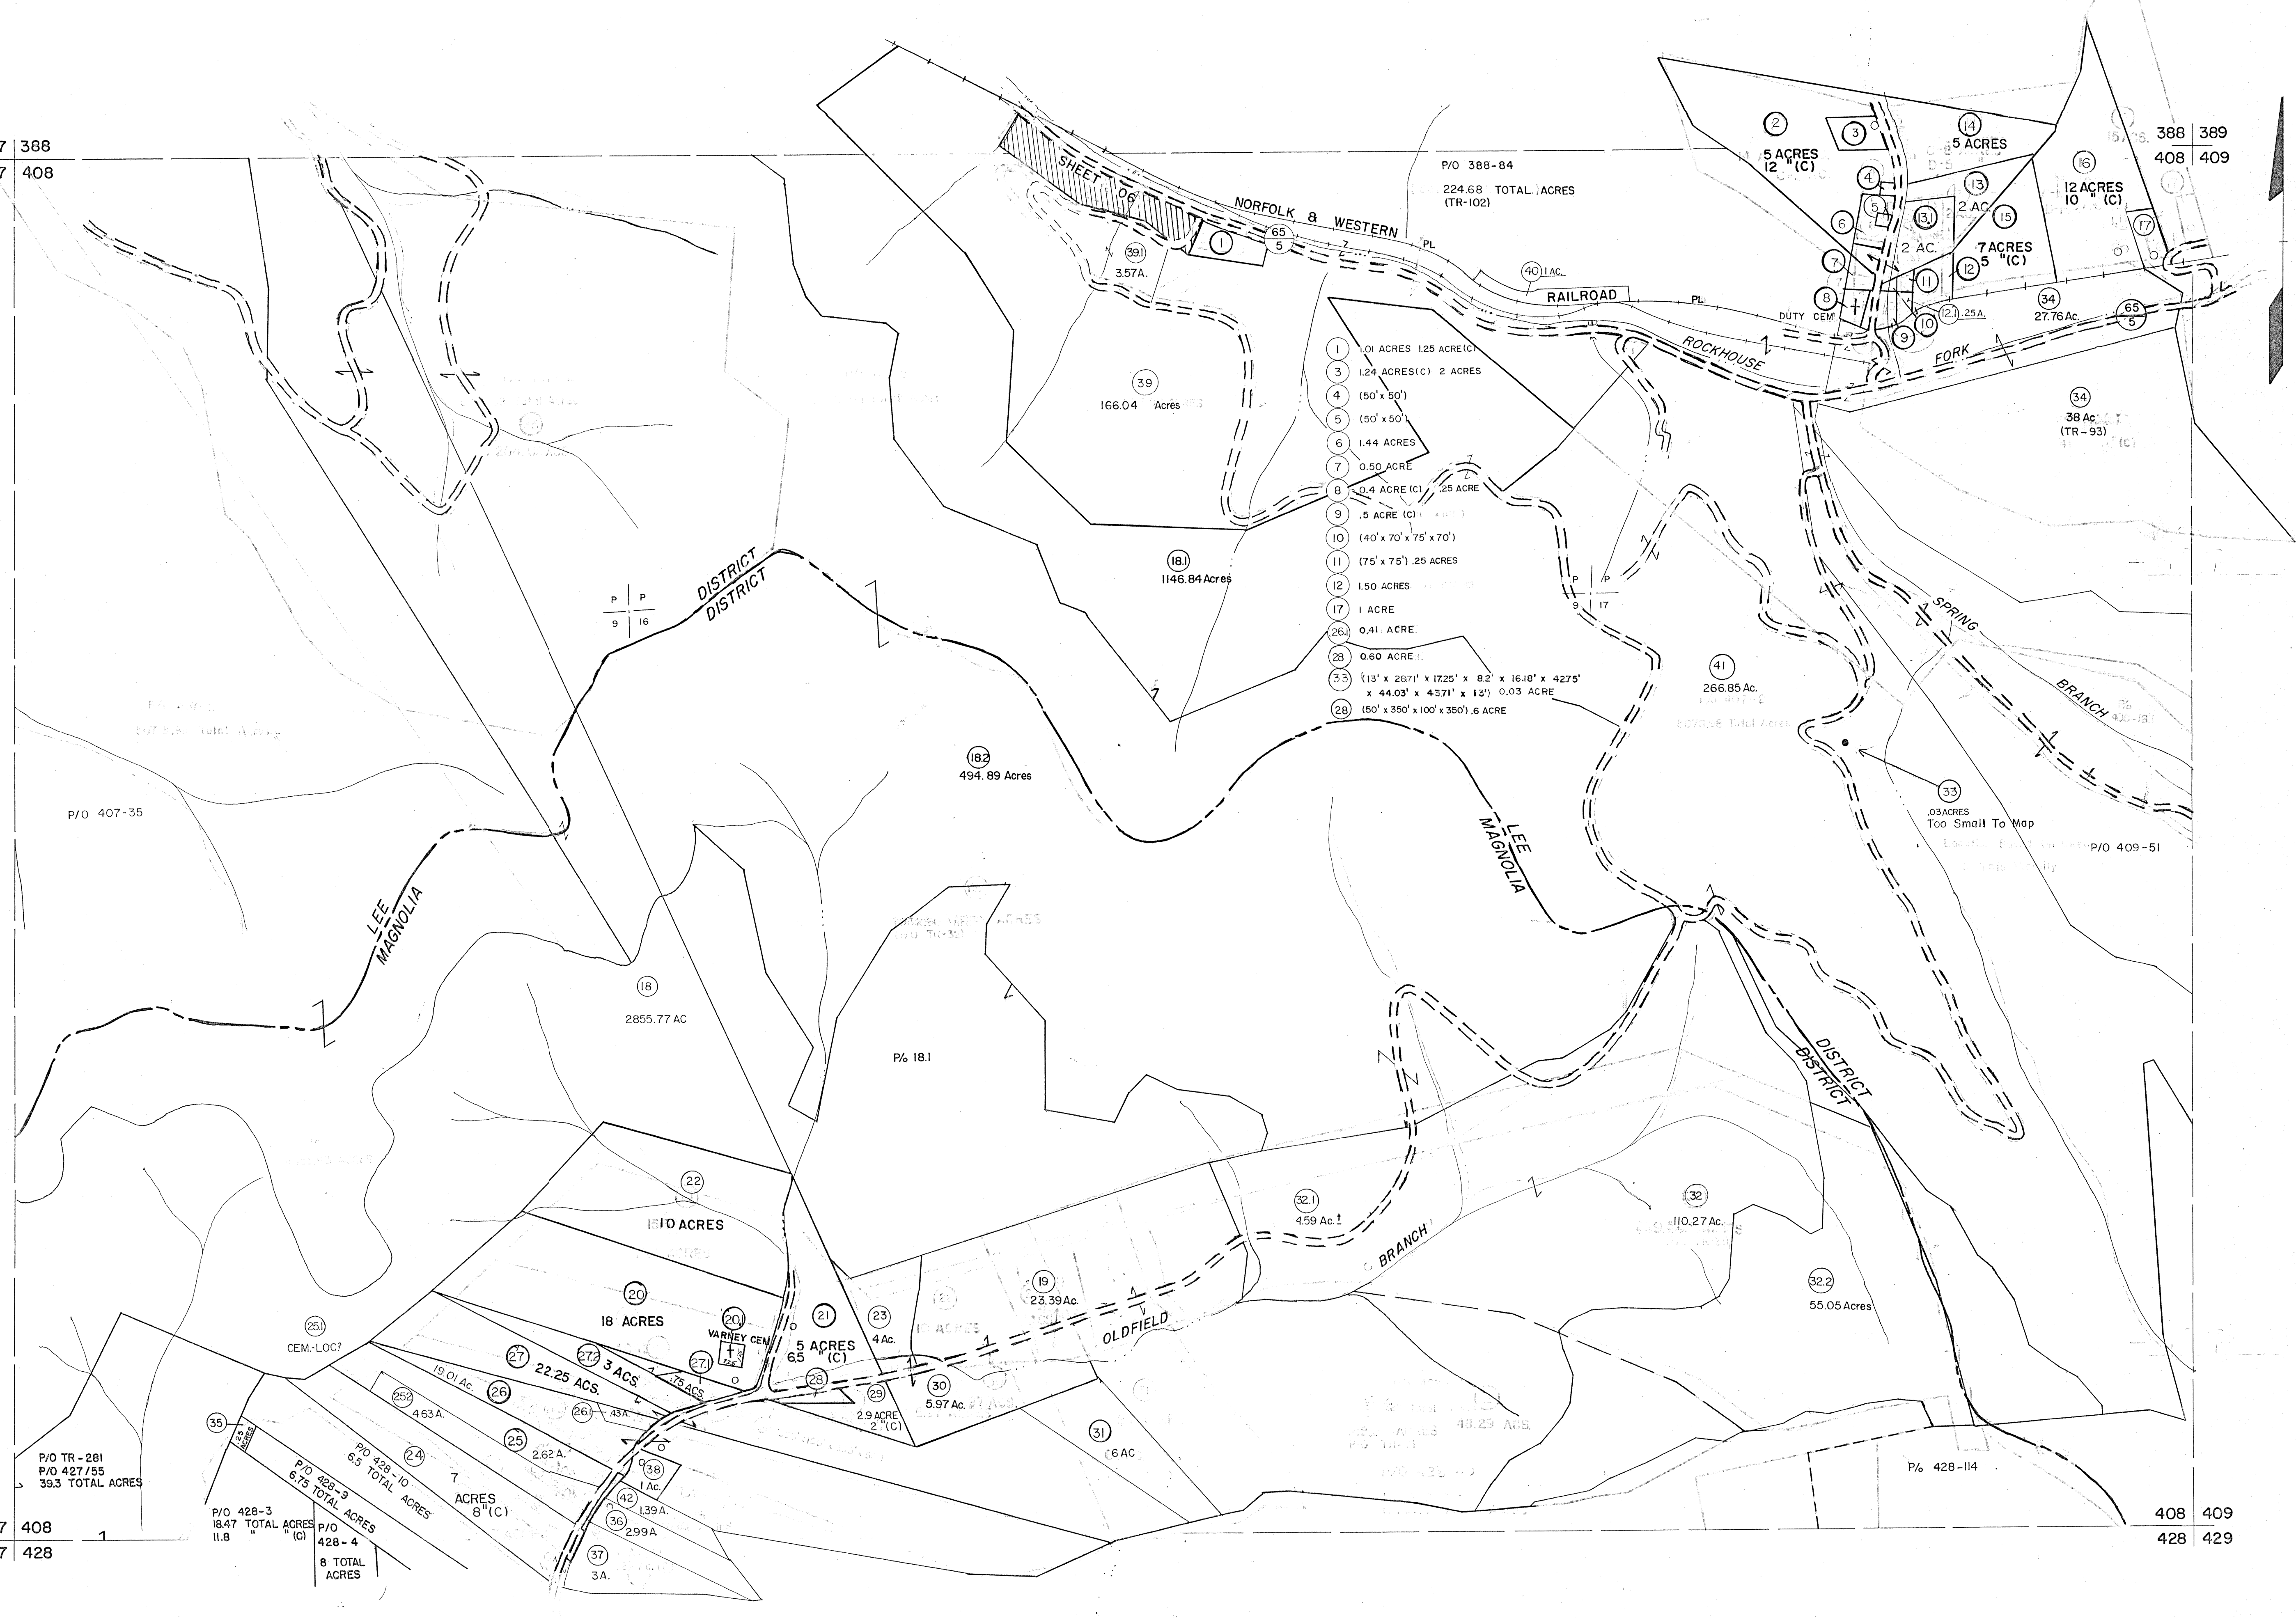 7 388
7 408
388 389
408 409
SHEET 106
NORFOLK & WESTERN
RAILROAD
PL
PL
P/O 388-84
224.68 TOTAL ACRES
(TR-102)
65
5
1
39.1
3.57A.
39
166.04 Acres
40 1 AC.
2
5 ACRES
12 "(C)
3
14
5 ACRES
4
5
6
7
8
DUTY CEM.
9
10
11
12
12.1 .25A.
13
2 AC.
13.1
2 AC.
15
7 ACRES
5 "(C)
16
12 ACRES
10 "(C)
17
34
27.76 Ac.
65
5
ROCKHOUSE
FORK
34
38 Ac.
(TR-93)
1 1.01 ACRES 1.25 ACRE(C)
3 1.24 ACRES(C) 2 ACRES
4 (50' x 50')
5 (50' x 50')
6 1.44 ACRES
7 0.50 ACRE
8 0.4 ACRE (C) .25 ACRE
9 .5 ACRE (C)
10 (40' x 70' x 75' x 70')
11 (75' x 75') .25 ACRES
12 1.50 ACRES
17 1 ACRE
26.1 0.41 ACRE
28 0.60 ACRE
33 (13' x 28.71' x 17.25' x 8.2' x 16.18' x 42.75'
x 44.03' x 43.71' x 13') 0.03 ACRE
28 (50' x 350' x 100' x 350') .6 ACRE
18.1
1146.84 Acres
DISTRICT
DISTRICT
P P
9 16
P P
9 17
SPRING
BRANCH
P/o
408-18.1
41
266.85 Ac.
18.2
494.89 Acres
33
.03 ACRES
Too Small To Map
P/O 409-51
P/O 407-35
LEE
MAGNOLIA
LEE
MAGNOLIA
18
2855.77 AC
P/o 18.1
DISTRICT
DISTRICT
22
10 ACRES
32.1
4.59 Ac.±
32
110.27 Ac.
BRANCH
OLDFIELD
32.2
55.05 Acres
20
18 ACRES
20.1
VARNEY CEM.
21
5 ACRES
65 "(C)
23
4 Ac.
19
23.39 Ac.
25.1
CEM.-LOC?
27
22.25 ACS.
27.2 3 ACS.
27.1
.75 ACS.
28
29
2.9 ACRE
2 "(C)
30
5.97 Ac.
31
6 AC
19.01 Ac.
26
26.1 .43A.
252
4.63 A.
25
2.62 A.
24
7
ACRES
8"(C)
35
.25 ACRES
38
1 Ac.
42
1.39A.
36
2.99A
37
3 A.
48.29 ACS.
P/o 428-114
P/O TR-281
P/O 427/55
39.3 TOTAL ACRES
P/O 428-10
6.5 TOTAL ACRES
P/O 428-9
6.75 TOTAL ACRES
P/O 428-3
18.47 TOTAL ACRES
11.8 " "(C)
P/O
428-4
8 TOTAL
ACRES
7 408
7 428
408 409
428 429